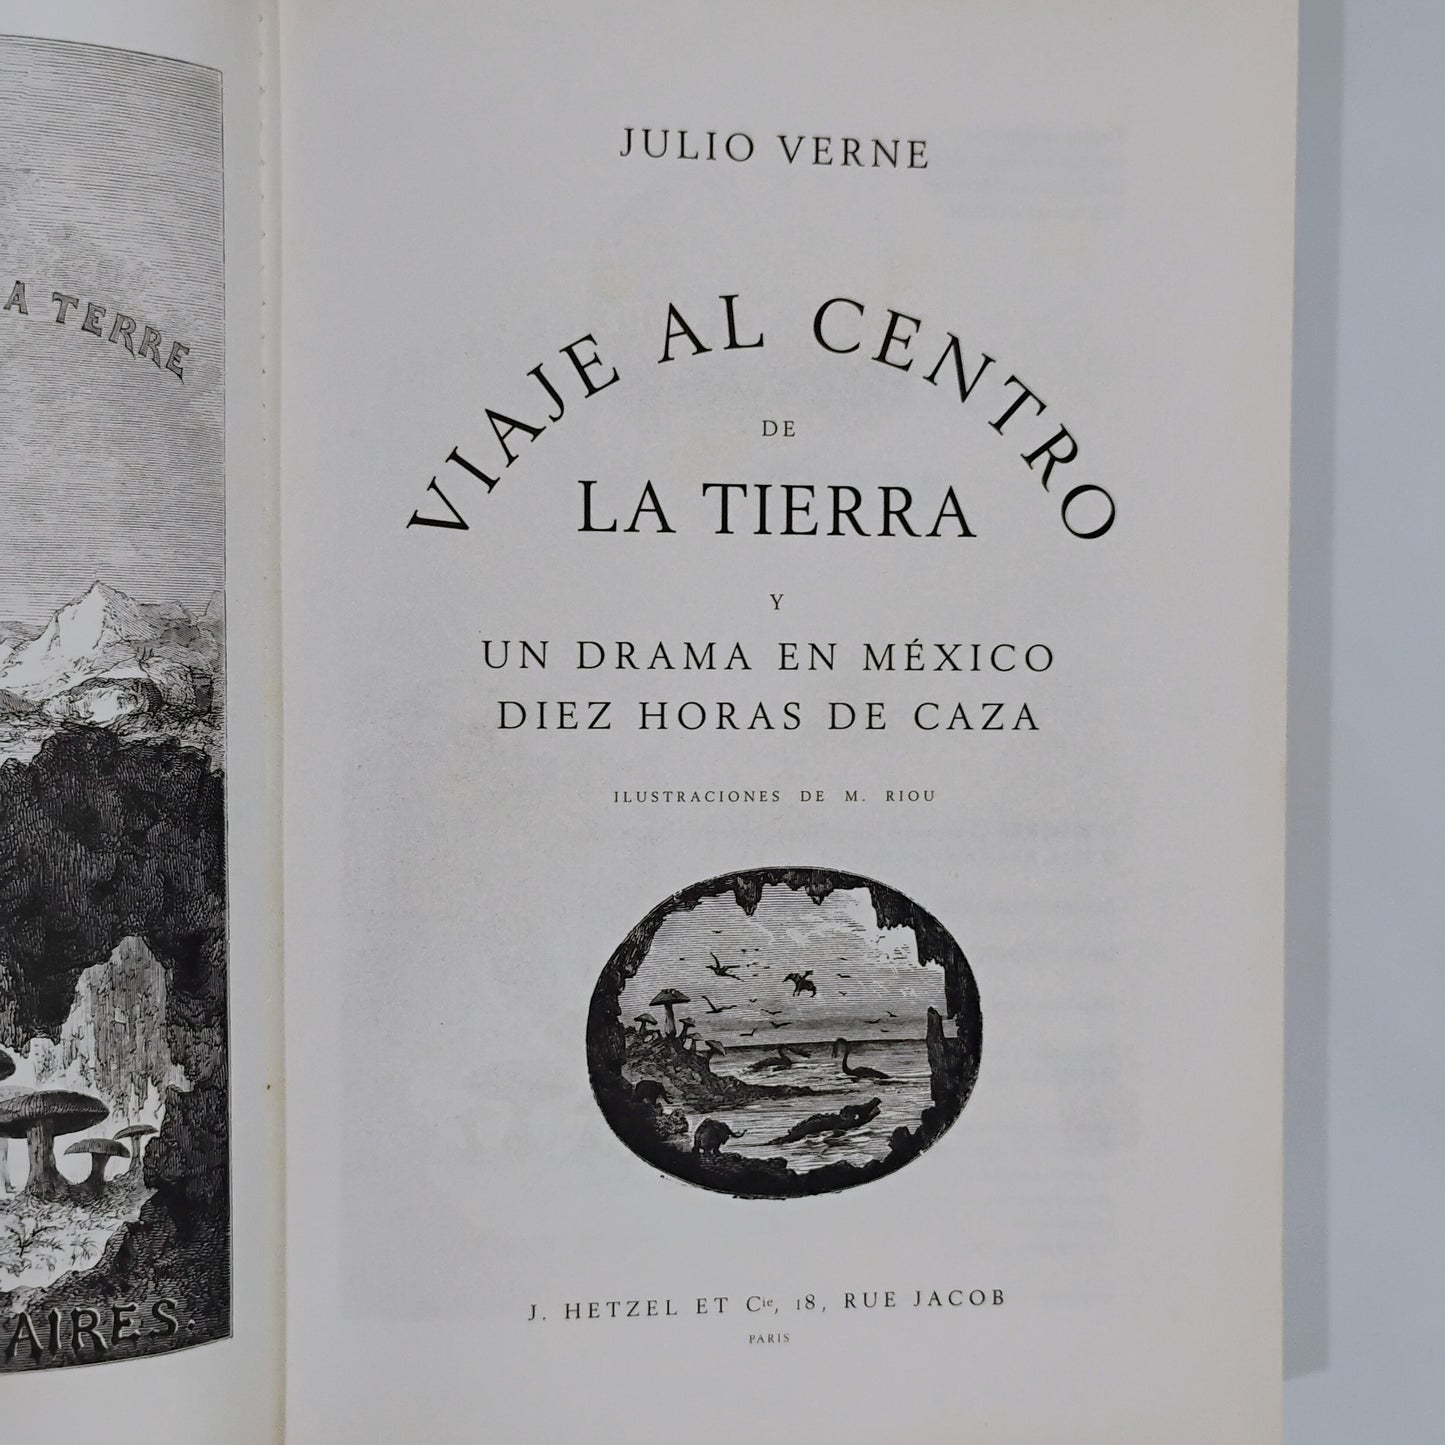 A TERRE
AIRES.
JULIO VERNE
VIAJE AL CENTRO
DE
LA TIERRA
Y
UN DRAMA EN MÉXICO
DIEZ HORAS DE CAZA
ILUSTRACIONES DE M. RIOU
J. HETZEL ET Cie, 18, RUE JACOB
PARIS